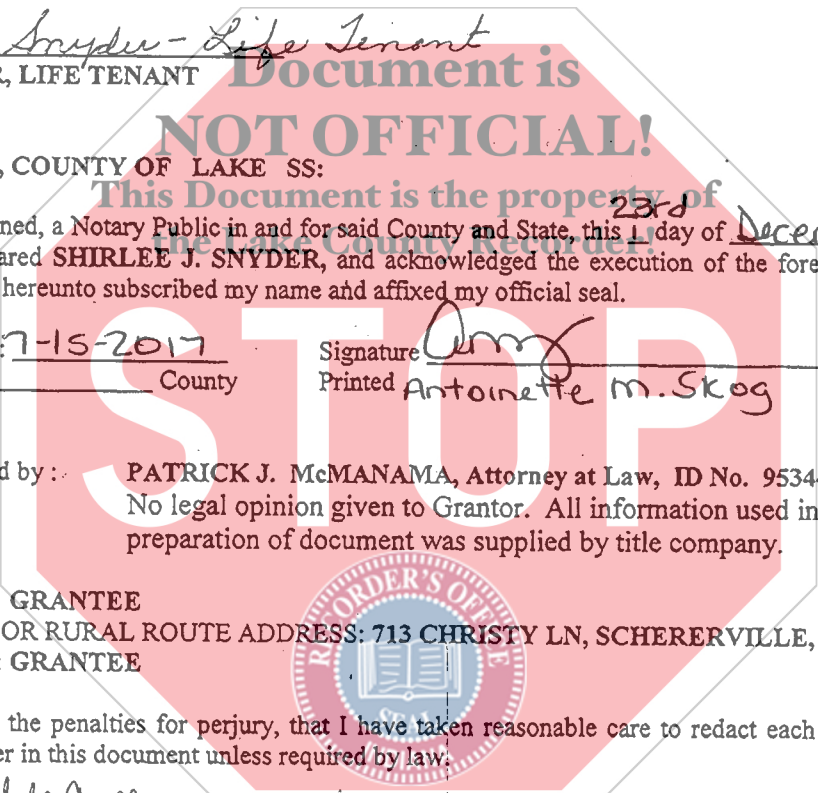 Snyder - Life Tenant
, LIFE TENANT
Document is
NOT OFFICIAL!
, COUNTY OF LAKE SS:
This Document is the property of
the Lake County Recorder!
23rd
ned, a Notary Public in and for said County and State, this 1 day of Decem
ared SHIRLEE J. SNYDER, and acknowledged the execution of the fore
hereunto subscribed my name and affixed my official seal.
STOP
: 7-15-2017 Signature
County Printed Antoinette M. Skog
d by : PATRICK J. McMANAMA, Attorney at Law, ID No. 9534
No legal opinion given to Grantor. All information used in
preparation of document was supplied by title company.
GRANTEE
OR RURAL ROUTE ADDRESS: 713 CHRISTY LN, SCHERERVILLE,
: GRANTEE
RECORDER'S OFFICE
SEAL
INDIANA
the penalties for perjury, that I have taken reasonable care to redact each
er in this document unless required by law.